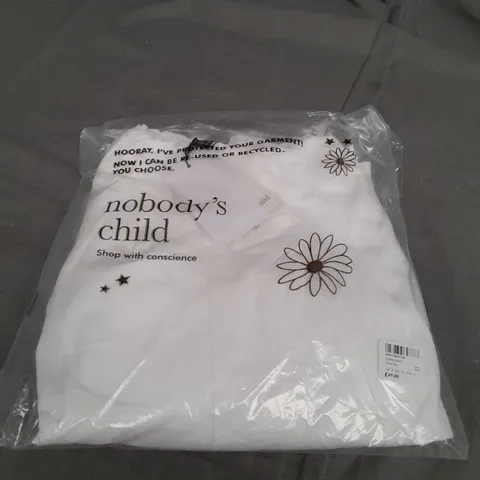 HOORAY, I'VE PROTECTED YOUR GARMENT!
NOW I CAN BE RE-USED OR RECYCLED-
YOU CHOOSE.
nobody's
child
Shop with conscience